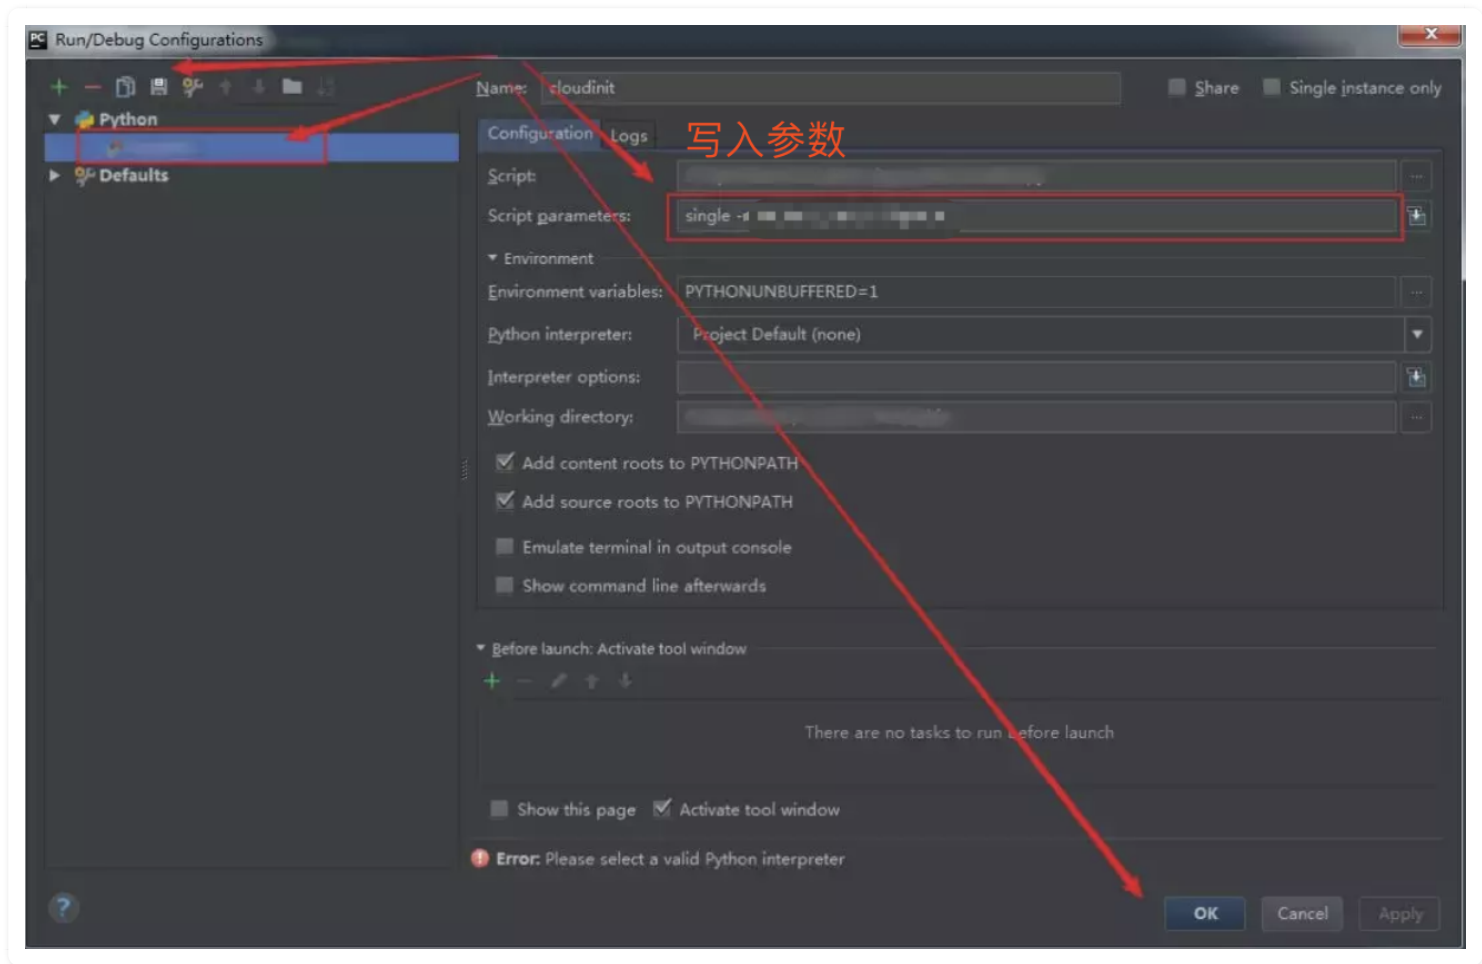 Run/Debug Configurations
Name: cloudinit
Share
Single instance only
Python
Defaults
Configuration
Logs
写入参数
Script:
Script parameters: single
Environment
Environment variables: PYTHONUNBUFFERED=1
Python interpreter: Project Default (none)
Interpreter options:
Working directory:
Add content roots to PYTHONPATH
Add source roots to PYTHONPATH
Emulate terminal in output console
Show command line afterwards
Before launch: Activate tool window
There are no tasks to run before launch
Show this page
Activate tool window
Error: Please select a valid Python interpreter
OK
Cancel
Apply